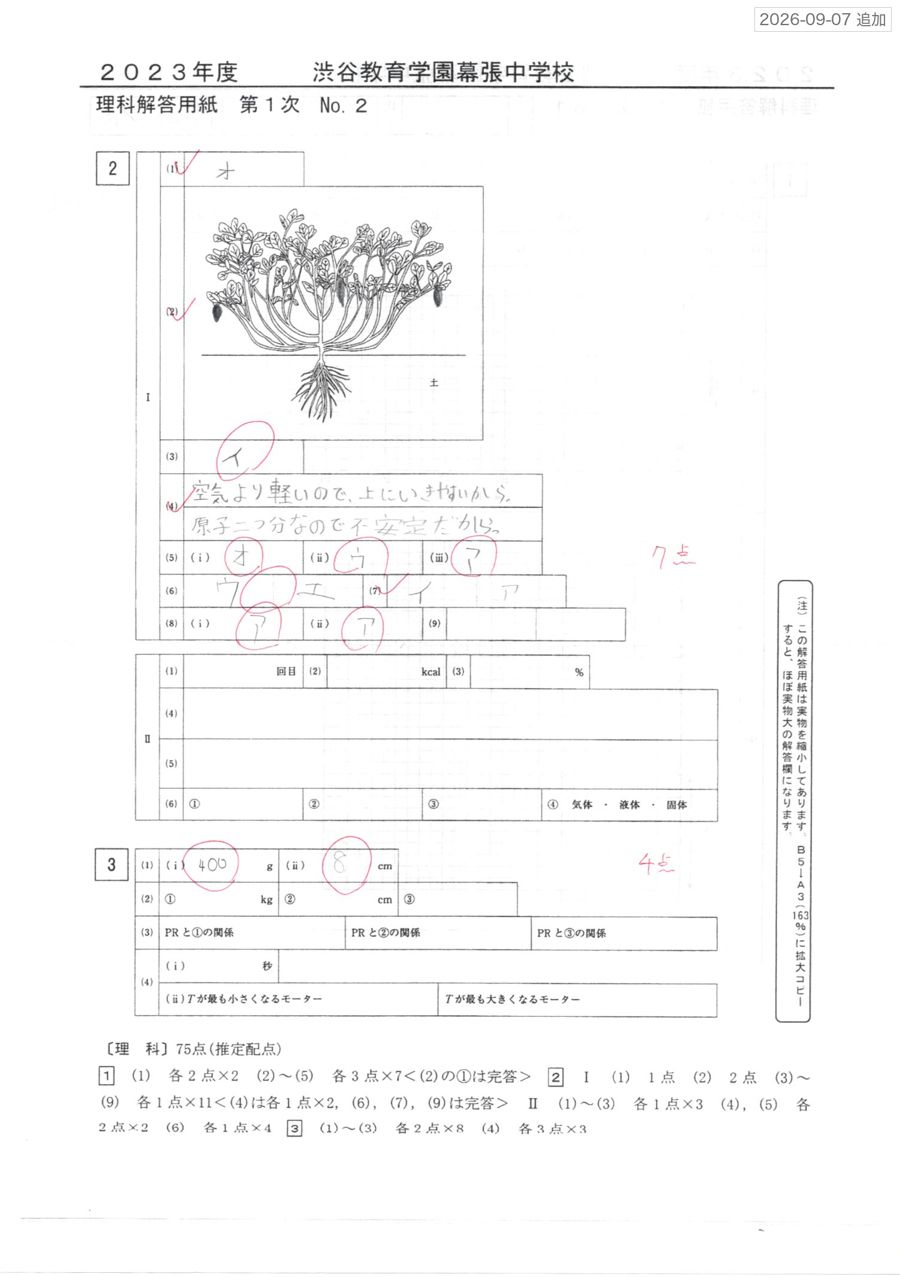 2026-09-07 追加
2023年度 渋谷教育学園幕張中学校
理科解答用紙 第1次 No.2
2
I
(1) オ
(2)
土
(3) イ
(4) 空気より軽いので、上にいきやすいから。
原子二つ分なので不安定だから。
(5) (i) オ (ii) ウ (iii) ア
7点
(6) ウ エ (7) イ ア
(8) (i) ア (ii) ア (9)
II
(1) 回目 (2) kcal (3) %
(4)
(5)
(6) ① ② ③ ④ 気体・液体・固体
3
(1) (i) 400 g (ii) 8 cm
4点
(2) ① kg ② cm ③
(3) PRと①の関係 PRと②の関係 PRと③の関係
(4) (i) 秒
(ii) Tが最も小さくなるモーター Tが最も大きくなるモーター
(注) この解答用紙は実物を縮小してあります。B5→A3(163%)に拡大コピー
すると、ほぼ実物大の解答欄になります。
〔理 科〕75点(推定配点)
1 (1) 各2点×2 (2)～(5) 各3点×7<(2)の①は完答> 2 I (1) 1点 (2) 2点 (3)～
(9) 各1点×11<(4)は各1点×2, (6), (7), (9)は完答> II (1)～(3) 各1点×3 (4), (5) 各
2点×2 (6) 各1点×4 3 (1)～(3) 各2点×8 (4) 各3点×3